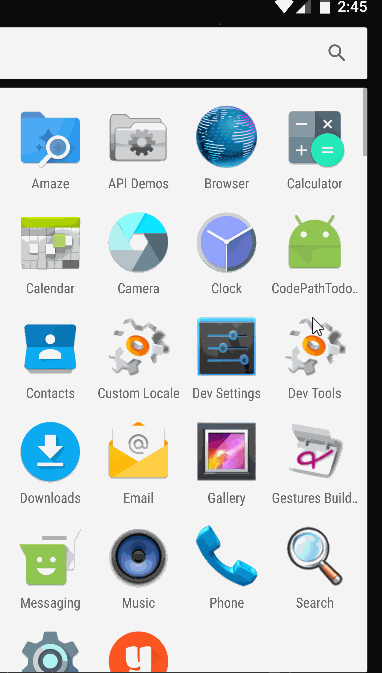 2:45
Amaze API Demos Browser Calculator
Calendar Camera Clock CodePathTodo..
Contacts Custom Locale Dev Settings Dev Tools
Downloads Email Gallery Gestures Build..
Messaging Music Phone Search